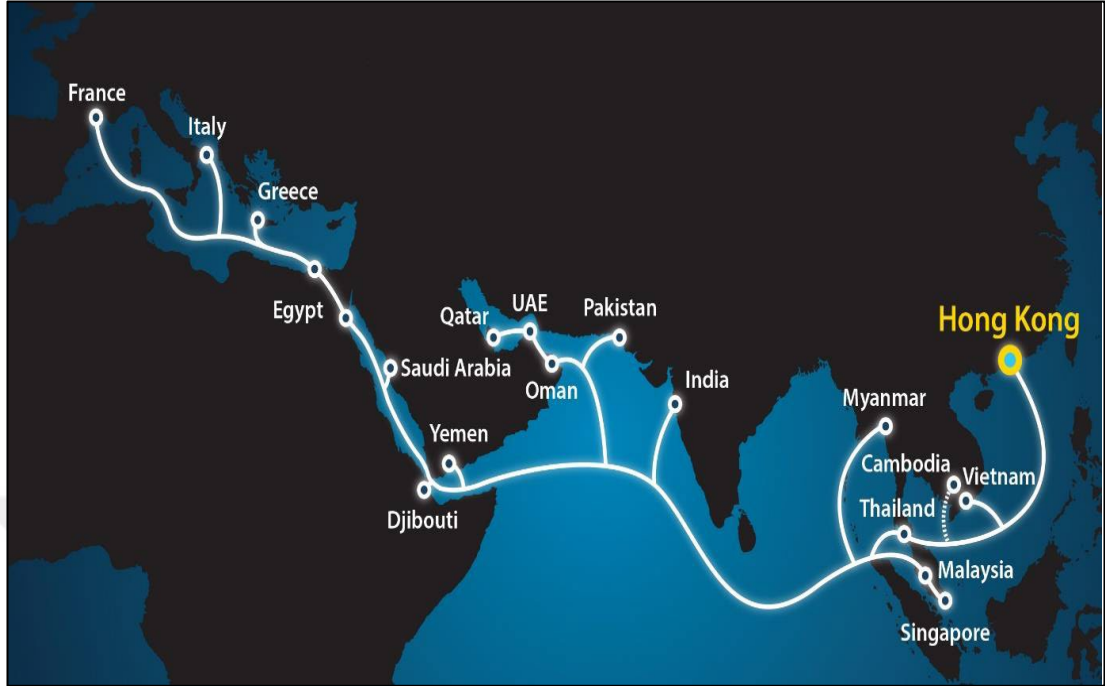 France
Italy
Greece
Egypt
Qatar
UAE
Pakistan
Saudi Arabia
Oman
India
Yemen
Djibouti
Hong Kong
Myanmar
Cambodia
Vietnam
Thailand
Malaysia
Singapore